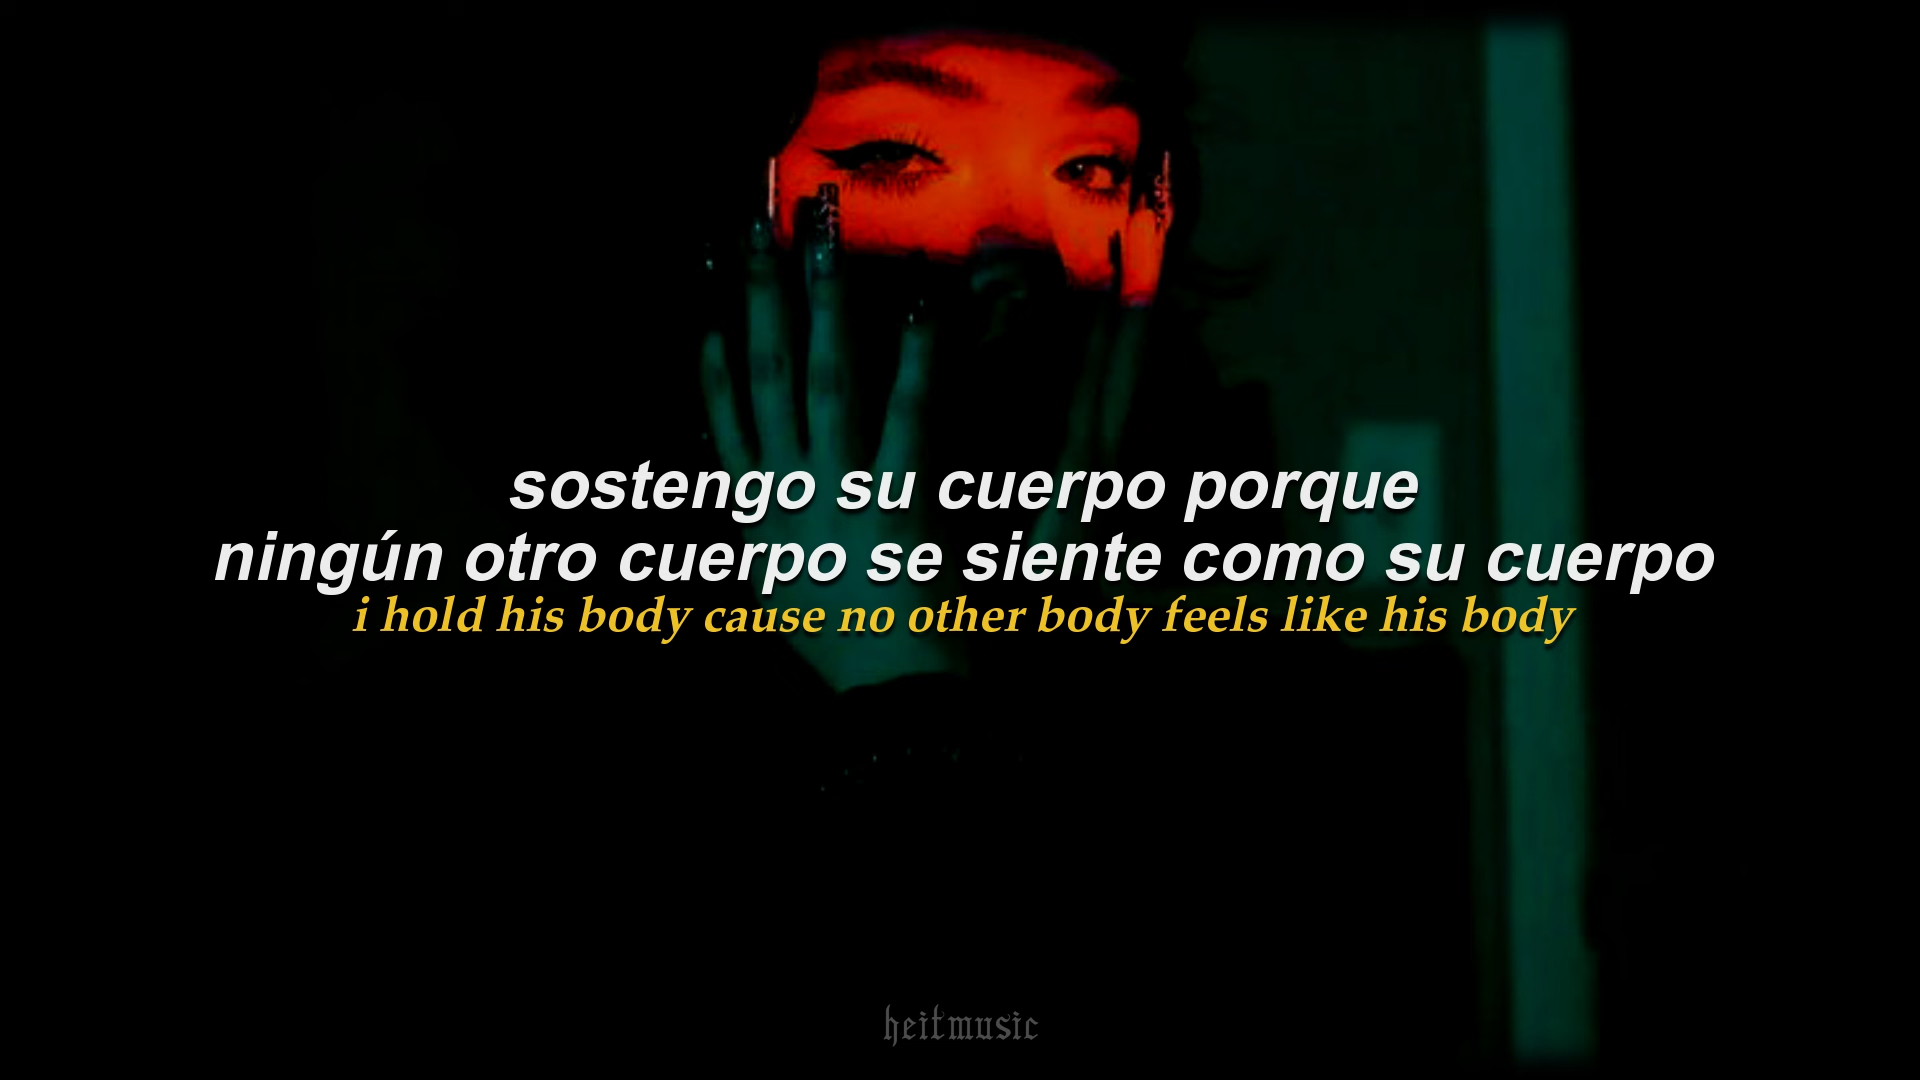 sostengo su cuerpo porque
ningún otro cuerpo se siente como su cuerpo
i hold his body cause no other body feels like his body
heitmusic